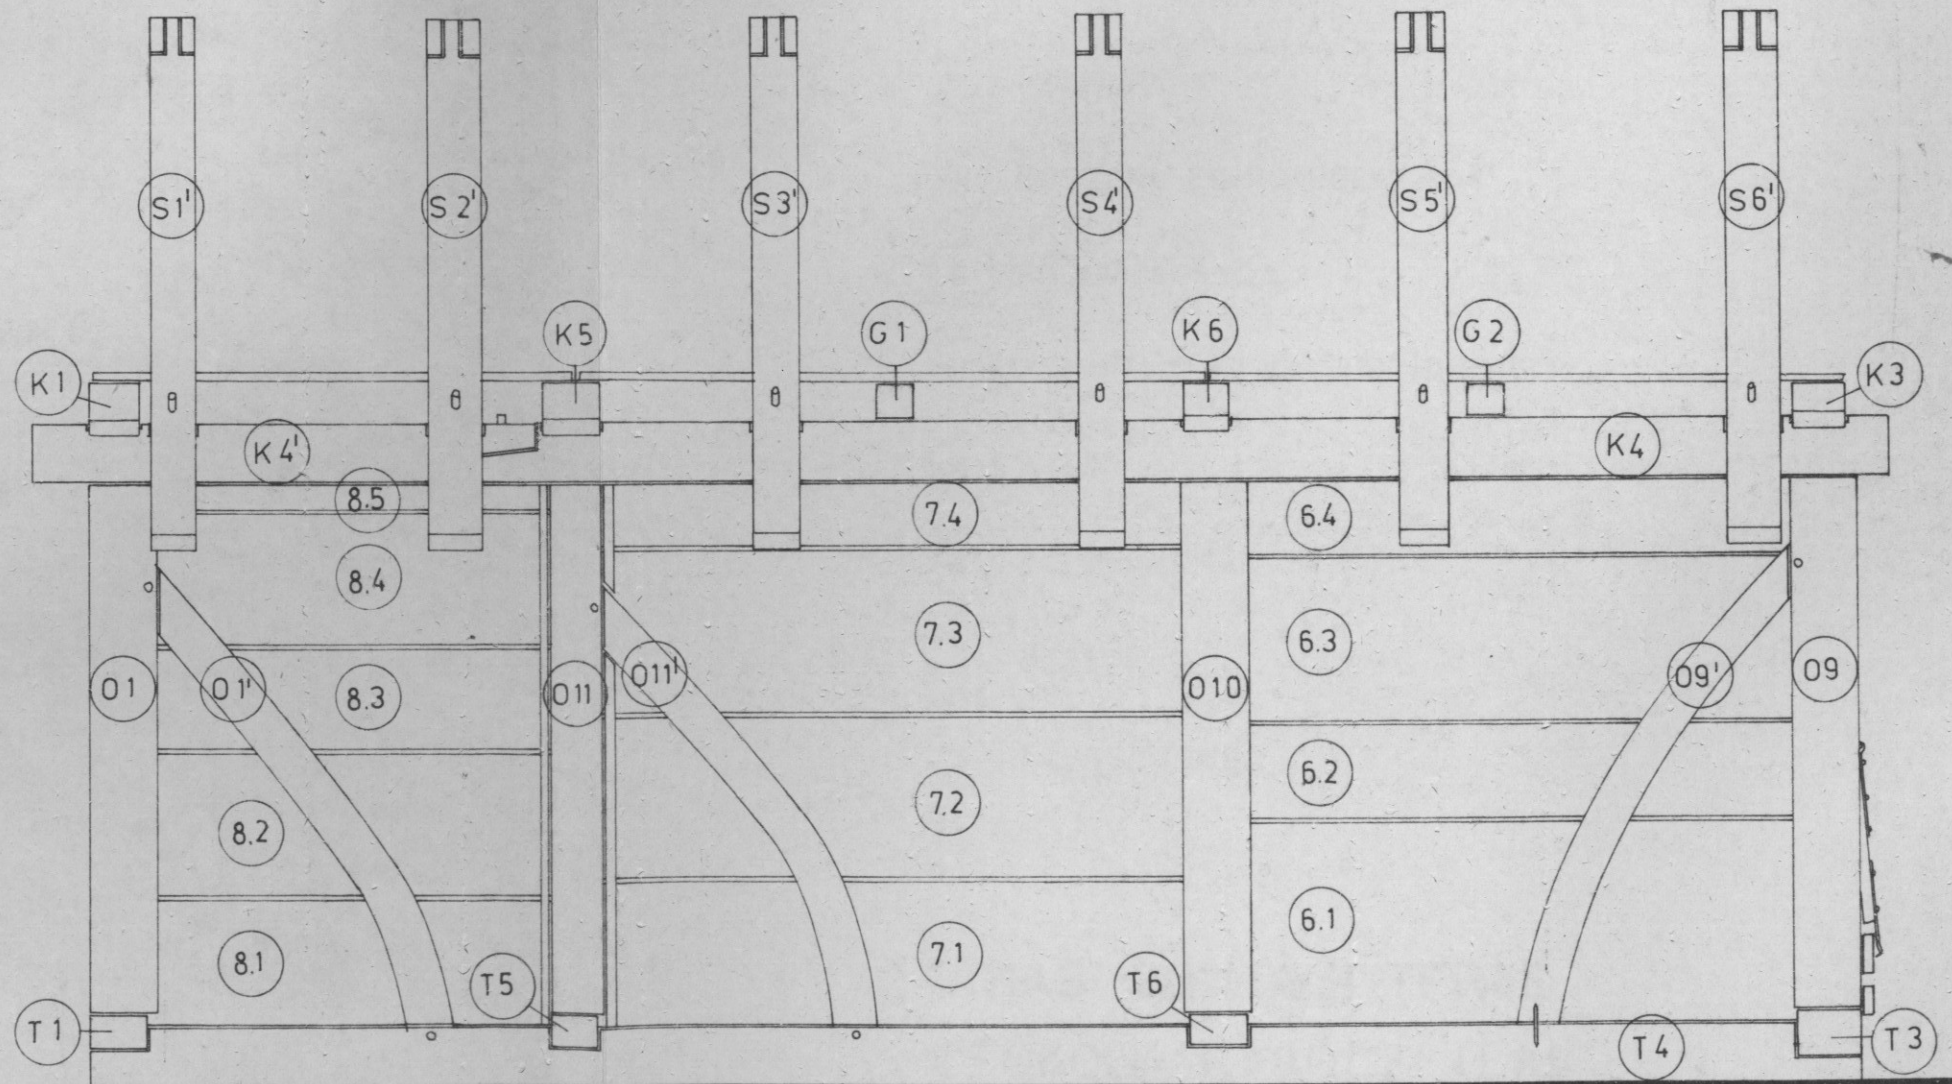 S1' S2' S3' S4' S5' S6'
K1 K5 G1 K6 G2 K3
K4' K4
8.5 7.4 6.4
8.4
7.3 6.3
O1 O1' 8.3 O11 O11' O10 O9' O9
8.2 7.2 6.2
8.1 7.1 6.1
T1 T5 T6 T4 T3